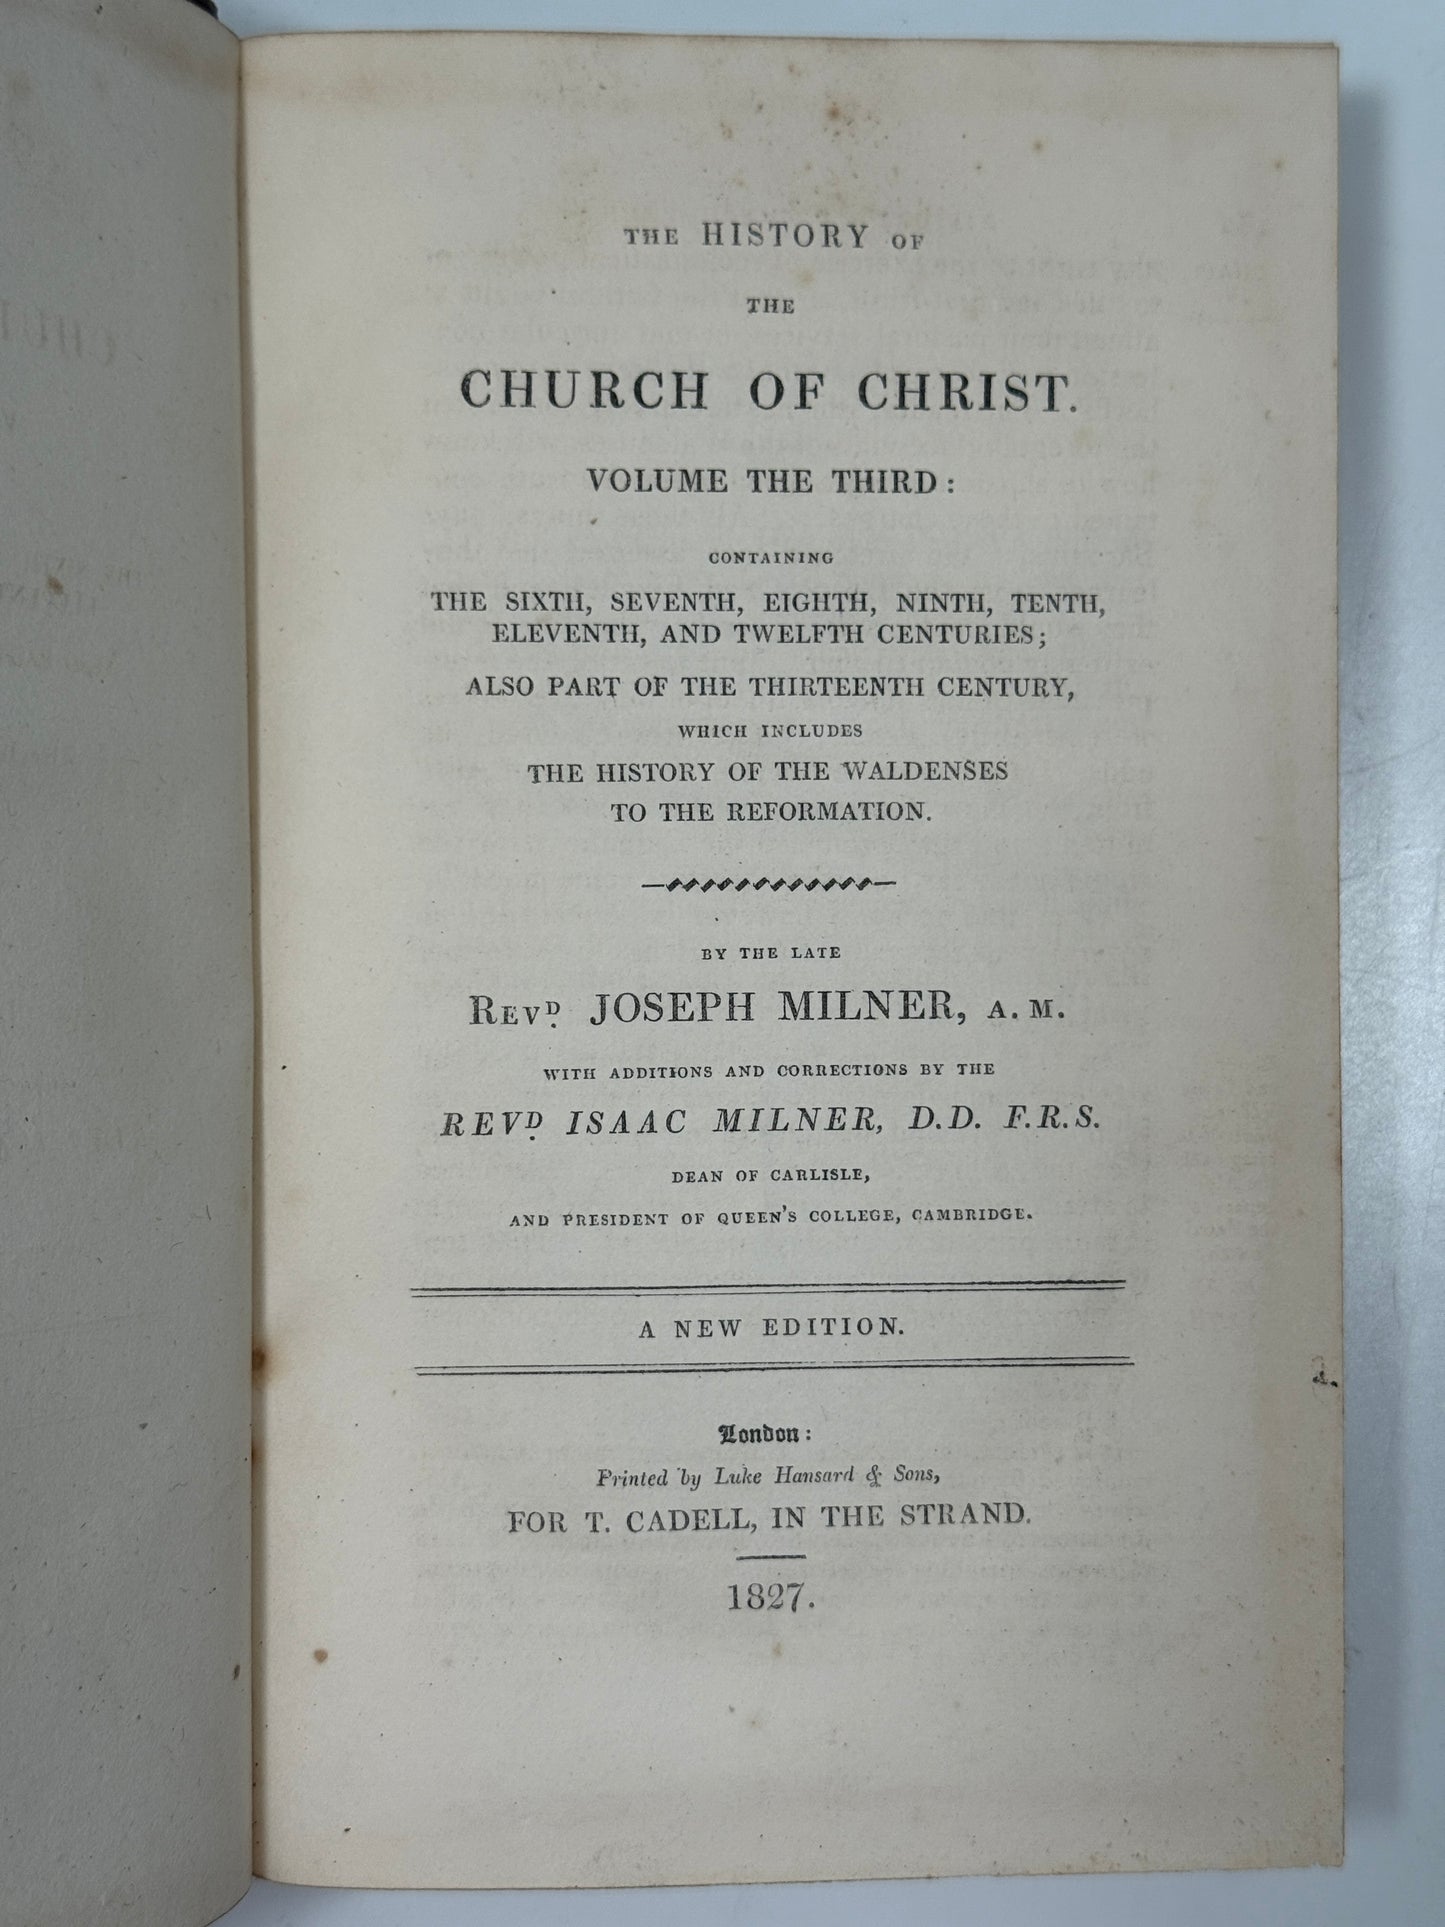 THE HISTORY OF
THE
CHURCH OF CHRIST.
VOLUME THE THIRD:
CONTAINING
THE SIXTH, SEVENTH, EIGHTH, NINTH, TENTH,
ELEVENTH, AND TWELFTH CENTURIES;
ALSO PART OF THE THIRTEENTH CENTURY,
WHICH INCLUDES
THE HISTORY OF THE WALDENSES
TO THE REFORMATION.
BY THE LATE
REVD. JOSEPH MILNER, A. M.
WITH ADDITIONS AND CORRECTIONS BY THE
REVD. ISAAC MILNER, D.D. F.R.S.
DEAN OF CARLISLE,
AND PRESIDENT OF QUEEN'S COLLEGE, CAMBRIDGE.
A NEW EDITION.
London:
Printed by Luke Hansard & Sons,
FOR T. CADELL, IN THE STRAND.
1827.